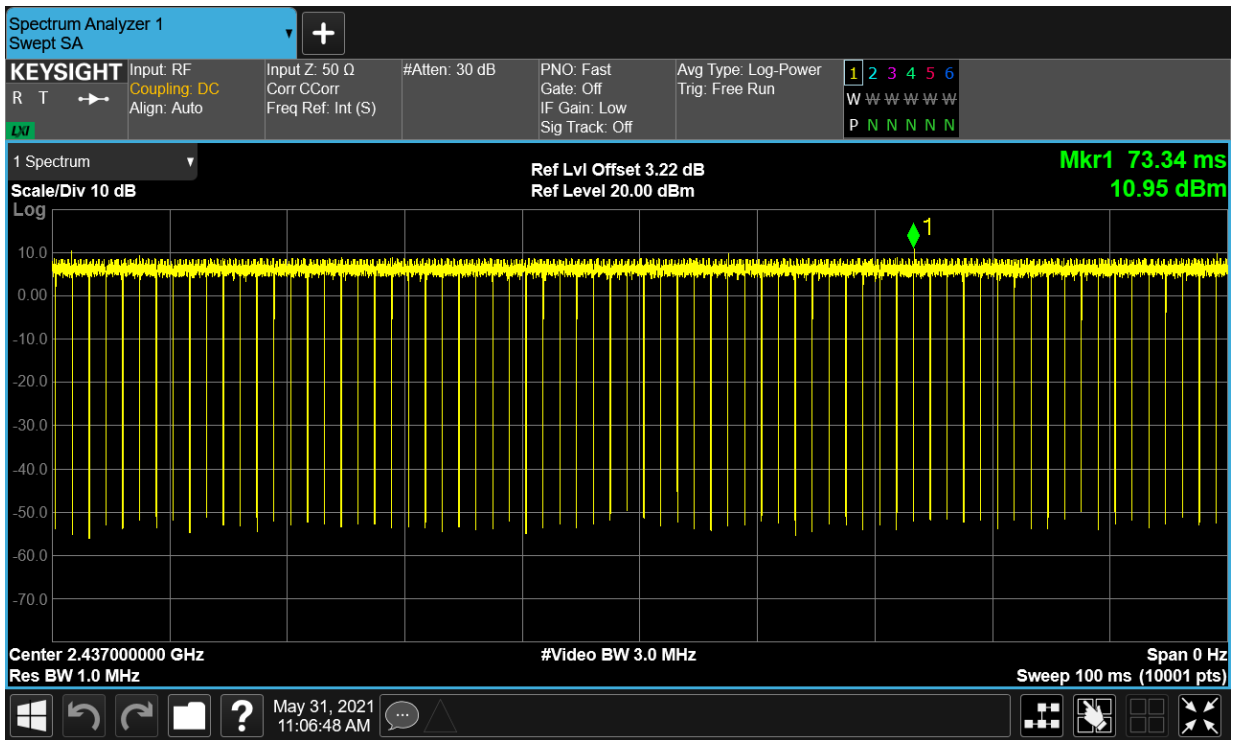 Spectrum Analyzer 1
Swept SA
+
KEYSIGHT
R T
LXI
Input: RF
Coupling: DC
Align: Auto
Input Z: 50 Ω
Corr CCorr
Freq Ref: Int (S)
#Atten: 30 dB
PNO: Fast
Gate: Off
IF Gain: Low
Sig Track: Off
Avg Type: Log-Power
Trig: Free Run
1 2 3 4 5 6
W W W W W W
P N N N N N
1 Spectrum
Scale/Div 10 dB
Log
Ref Lvl Offset 3.22 dB
Ref Level 20.00 dBm
Mkr1 73.34 ms
10.95 dBm
1
10.0
0.00
-10.0
-20.0
-30.0
-40.0
-50.0
-60.0
-70.0
Center 2.437000000 GHz
Res BW 1.0 MHz
#Video BW 3.0 MHz
Span 0 Hz
Sweep 100 ms (10001 pts)
?
May 31, 2021
11:06:48 AM